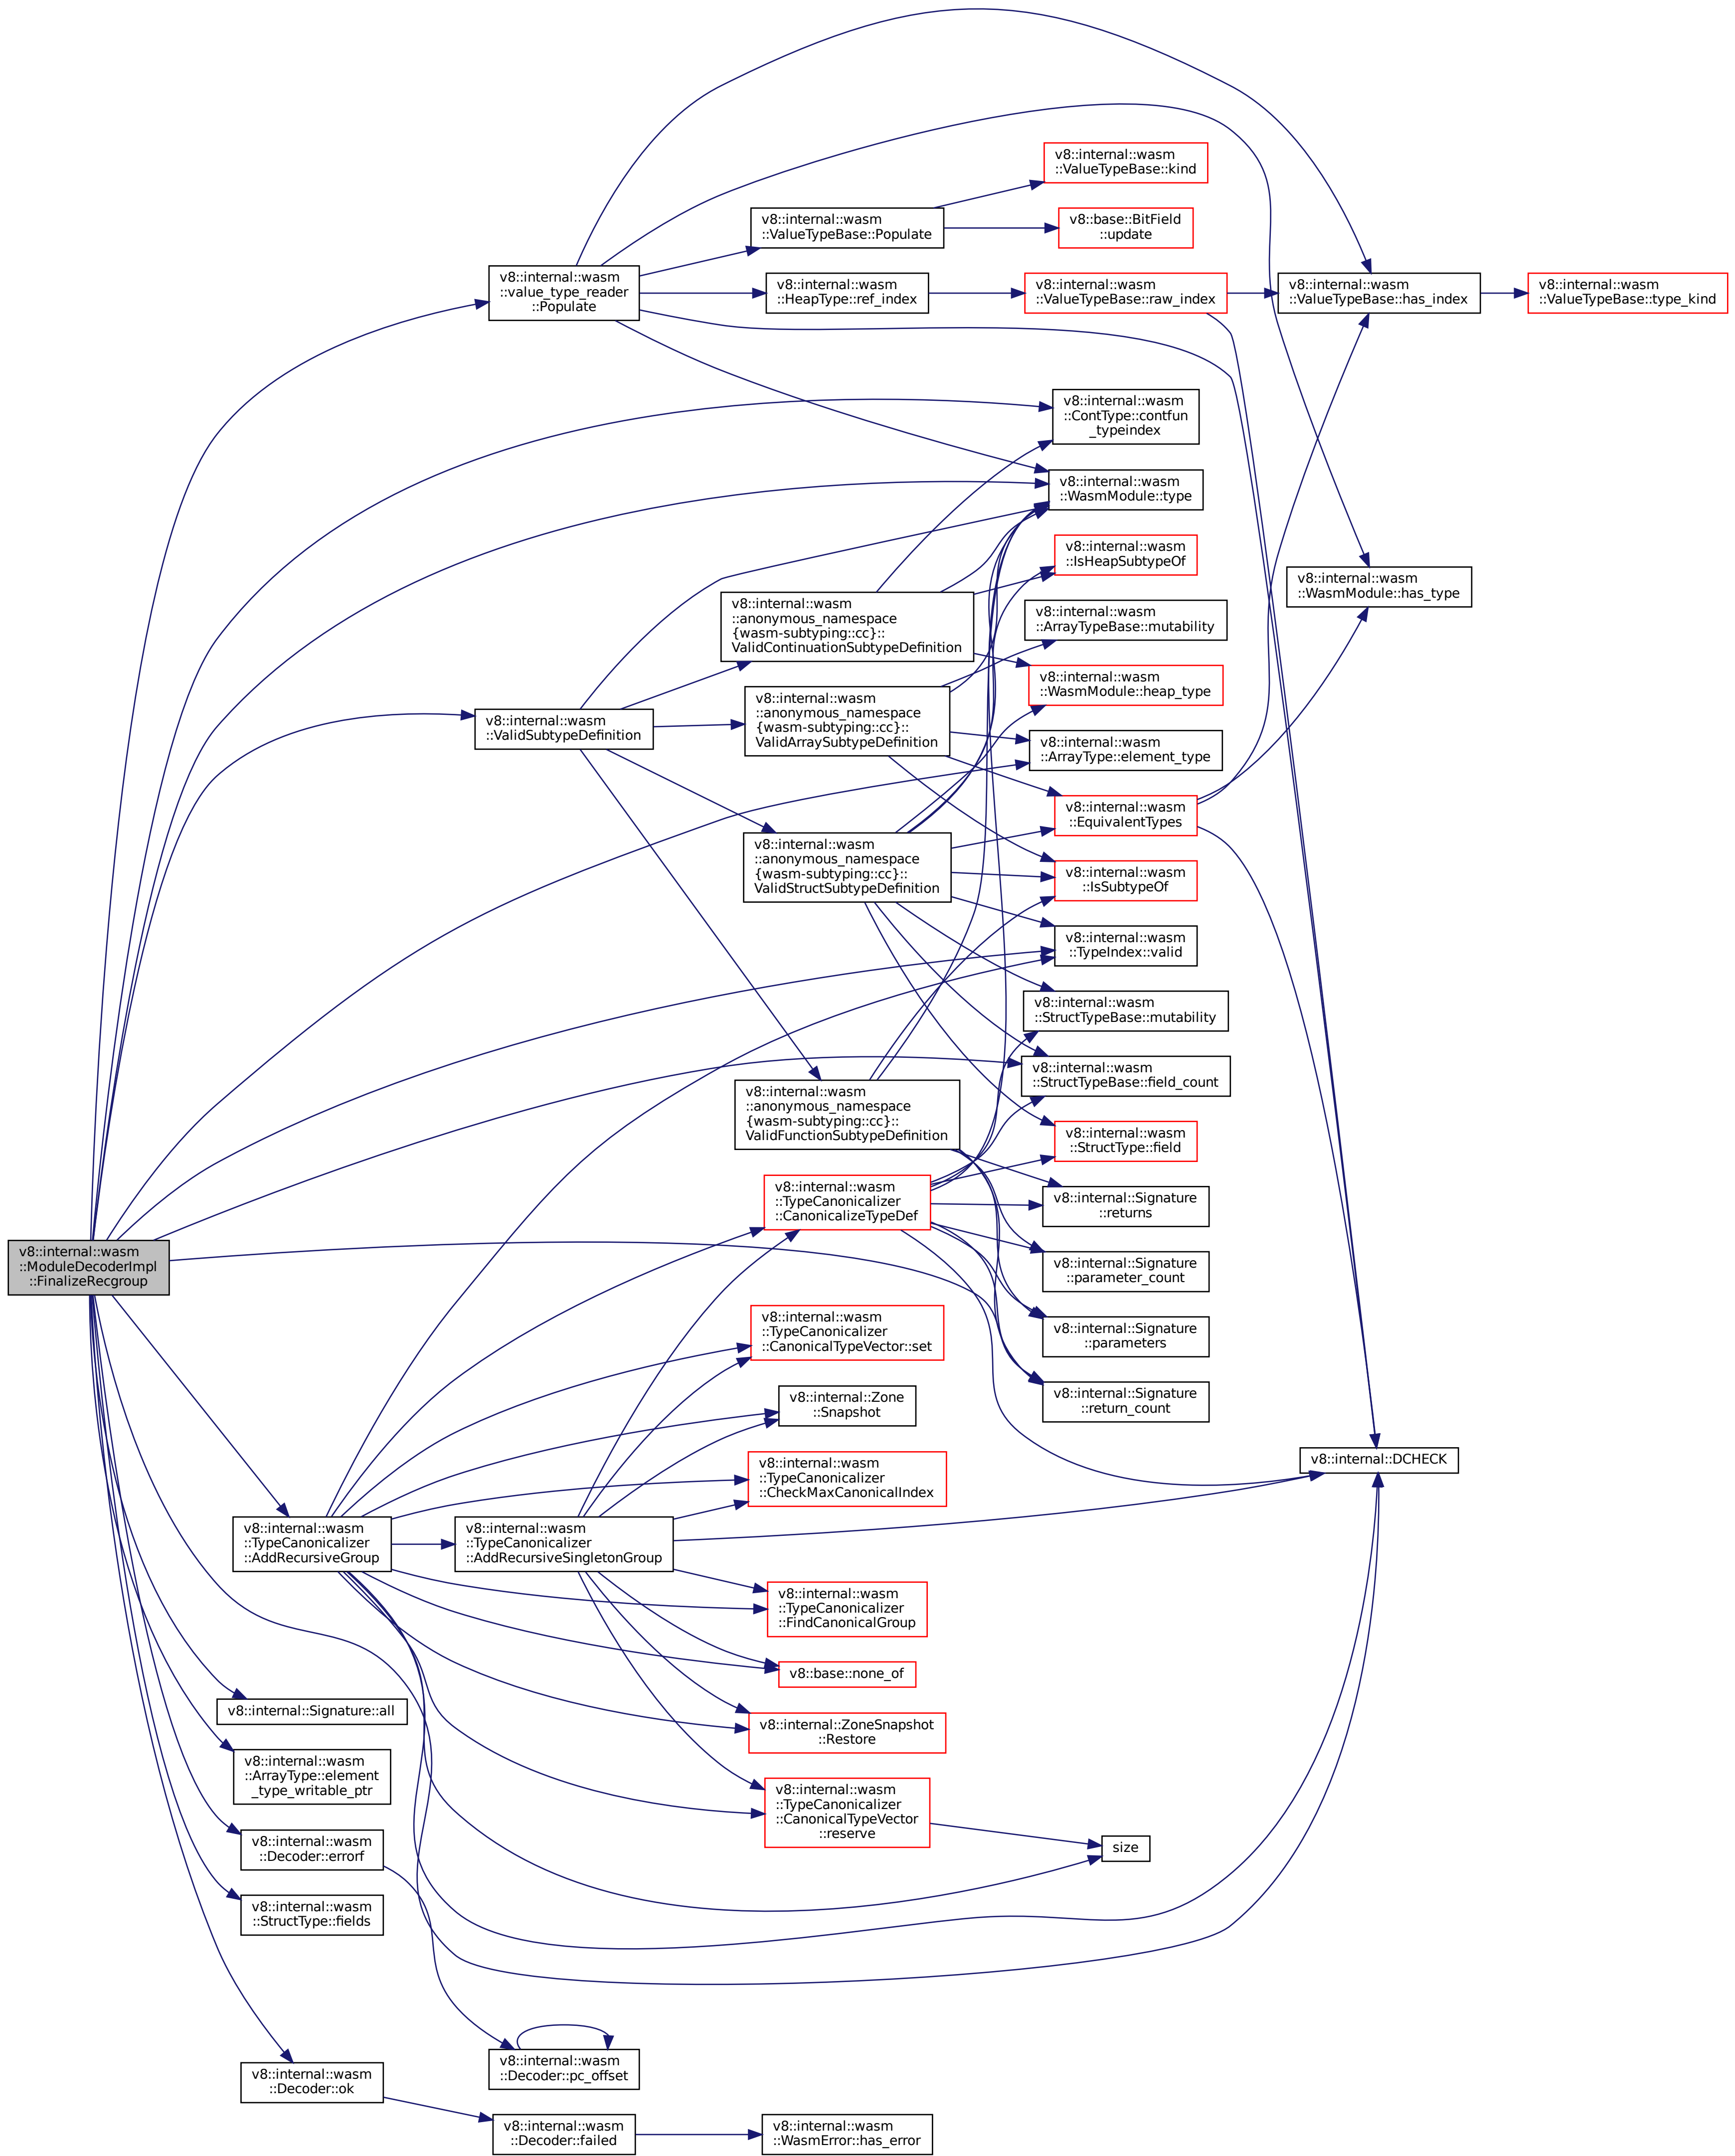 v8::internal::wasm
::ValueTypeBase::kind
v8::internal::wasm
::ValueTypeBase::Populate
v8::base::BitField
::update
v8::internal::wasm
::value_type_reader
::Populate
v8::internal::wasm
::HeapType::ref_index
v8::internal::wasm
::ValueTypeBase::raw_index
v8::internal::wasm
::ValueTypeBase::has_index
v8::internal::wasm
::ValueTypeBase::type_kind
v8::internal::wasm
::ContType::contfun
_typeindex
v8::internal::wasm
::WasmModule::type
v8::internal::wasm
::IsHeapSubtypeOf
v8::internal::wasm
::WasmModule::has_type
v8::internal::wasm
::anonymous_namespace
{wasm-subtyping::cc}::
ValidContinuationSubtypeDefinition
v8::internal::wasm
::ArrayTypeBase::mutability
v8::internal::wasm
::WasmModule::heap_type
v8::internal::wasm
::ValidSubtypeDefinition
v8::internal::wasm
::anonymous_namespace
{wasm-subtyping::cc}::
ValidArraySubtypeDefinition
v8::internal::wasm
::ArrayType::element_type
v8::internal::wasm
::EquivalentTypes
v8::internal::wasm
::anonymous_namespace
{wasm-subtyping::cc}::
ValidStructSubtypeDefinition
v8::internal::wasm
::IsSubtypeOf
v8::internal::wasm
::TypeIndex::valid
v8::internal::wasm
::StructTypeBase::mutability
v8::internal::wasm
::StructTypeBase::field_count
v8::internal::wasm
::anonymous_namespace
{wasm-subtyping::cc}::
ValidFunctionSubtypeDefinition
v8::internal::wasm
::StructType::field
v8::internal::wasm
::TypeCanonicalizer
::CanonicalizeTypeDef
v8::internal::Signature
::returns
v8::internal::wasm
::ModuleDecoderImpl
::FinalizeRecgroup
v8::internal::Signature
::parameter_count
v8::internal::wasm
::TypeCanonicalizer
::CanonicalTypeVector::set
v8::internal::Signature
::parameters
v8::internal::Zone
::Snapshot
v8::internal::Signature
::return_count
v8::internal::DCHECK
v8::internal::wasm
::TypeCanonicalizer
::CheckMaxCanonicalIndex
v8::internal::wasm
::TypeCanonicalizer
::AddRecursiveGroup
v8::internal::wasm
::TypeCanonicalizer
::AddRecursiveSingletonGroup
v8::internal::wasm
::TypeCanonicalizer
::FindCanonicalGroup
v8::base::none_of
v8::internal::Signature::all
v8::internal::ZoneSnapshot
::Restore
v8::internal::wasm
::ArrayType::element
_type_writable_ptr
v8::internal::wasm
::TypeCanonicalizer
::CanonicalTypeVector
::reserve
v8::internal::wasm
::Decoder::errorf
size
v8::internal::wasm
::StructType::fields
v8::internal::wasm
::Decoder::pc_offset
v8::internal::wasm
::Decoder::ok
v8::internal::wasm
::Decoder::failed
v8::internal::wasm
::WasmError::has_error